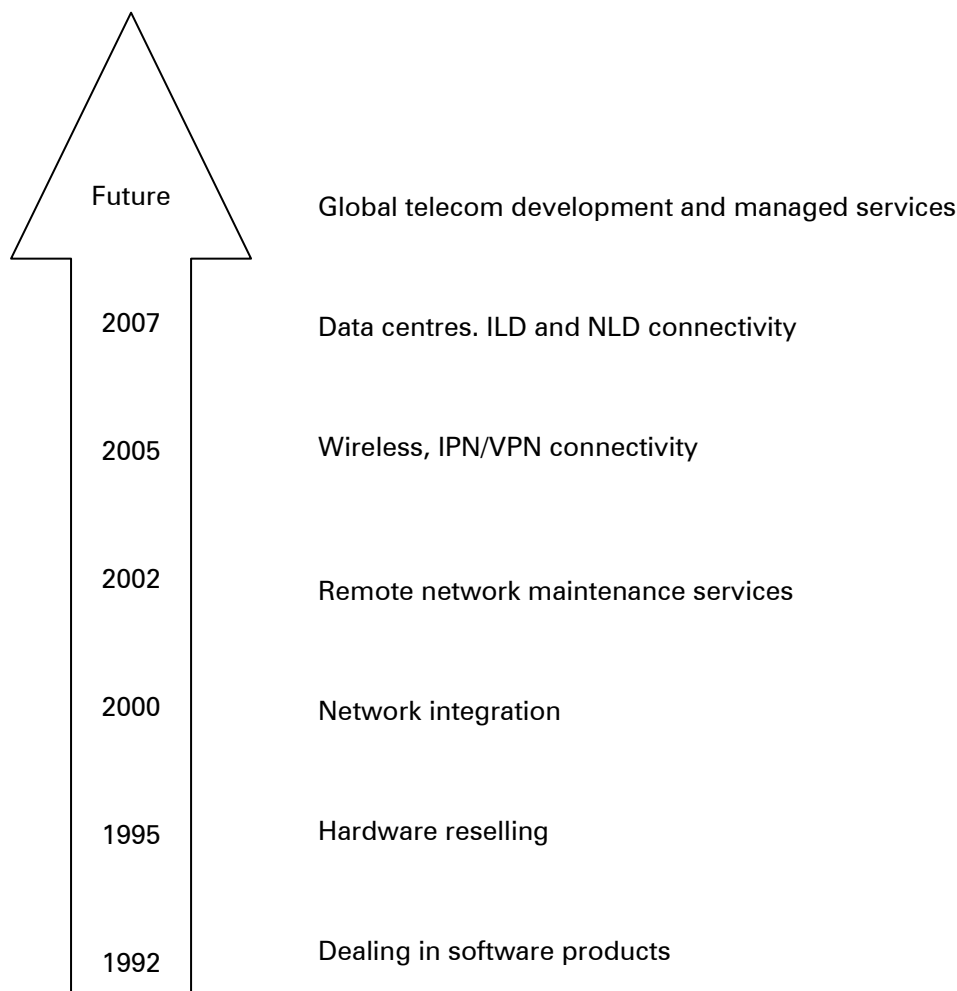 Future
Global telecom development and managed services
2007
Data centres. ILD and NLD connectivity
2005
Wireless, IPN/VPN connectivity
2002
Remote network maintenance services
2000
Network integration
1995
Hardware reselling
1992
Dealing in software products